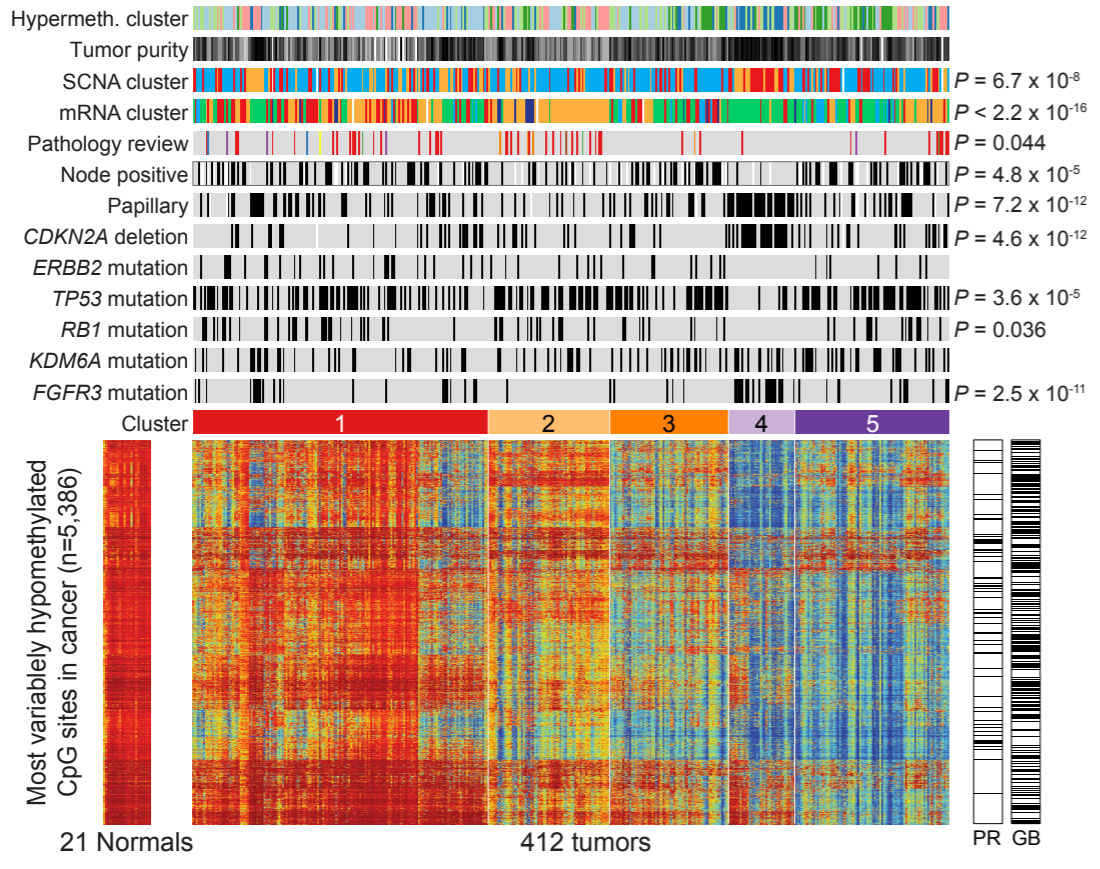 Hypermeth. cluster
Tumor purity
SCNA cluster P = 6.7 x 10⁻⁸
mRNA cluster P < 2.2 x 10⁻¹⁶
Pathology review P = 0.044
Node positive P = 4.8 x 10⁻⁵
Papillary P = 7.2 x 10⁻¹²
CDKN2A deletion P = 4.6 x 10⁻¹²
ERBB2 mutation
TP53 mutation P = 3.6 x 10⁻⁵
RB1 mutation P = 0.036
KDM6A mutation
FGFR3 mutation P = 2.5 x 10⁻¹¹
Cluster 1 2 3 4 5
Most variablely hypomethylated
CpG sites in cancer (n=5,386)
21 Normals 412 tumors PR GB